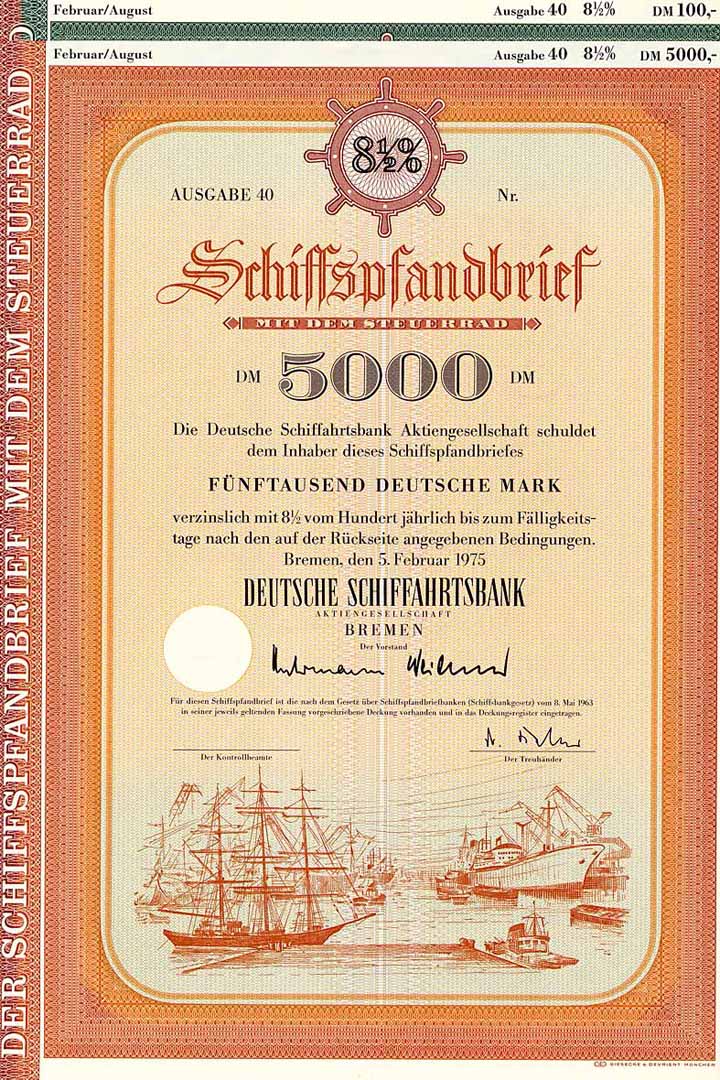 Februar/August Ausgabe 40 8½% DM 100,-
Februar/August Ausgabe 40 8½% DM 5000,-
DER SCHIFFSPFANDBRIEF MIT DEM STEUERRAD
8½%
AUSGABE 40 Nr.
Schiffspfandbrief
MIT DEM STEUERRAD
DM 5000 DM
Die Deutsche Schiffahrtsbank Aktiengesellschaft schuldet
dem Inhaber dieses Schiffspfandbriefes
FÜNFTAUSEND DEUTSCHE MARK
verzinslich mit 8½ vom Hundert jährlich bis zum Fälligkeits-
tage nach den auf der Rückseite angegebenen Bedingungen.
Bremen, den 5. Februar 1975
DEUTSCHE SCHIFFAHRTSBANK
AKTIENGESELLSCHAFT
BREMEN
Der Vorstand
Für diesen Schiffspfandbrief ist die nach dem Gesetz über Schiffspfandbriefbanken (Schiffsbankgesetz) vom 8. Mai 1963
in seiner jeweils geltenden Fassung vorgeschriebene Deckung vorhanden und in das Deckungsregister eingetragen.
Der Kontrollbeamte Der Treuhänder
GIESECKE & DEVRIENT MÜNCHEN